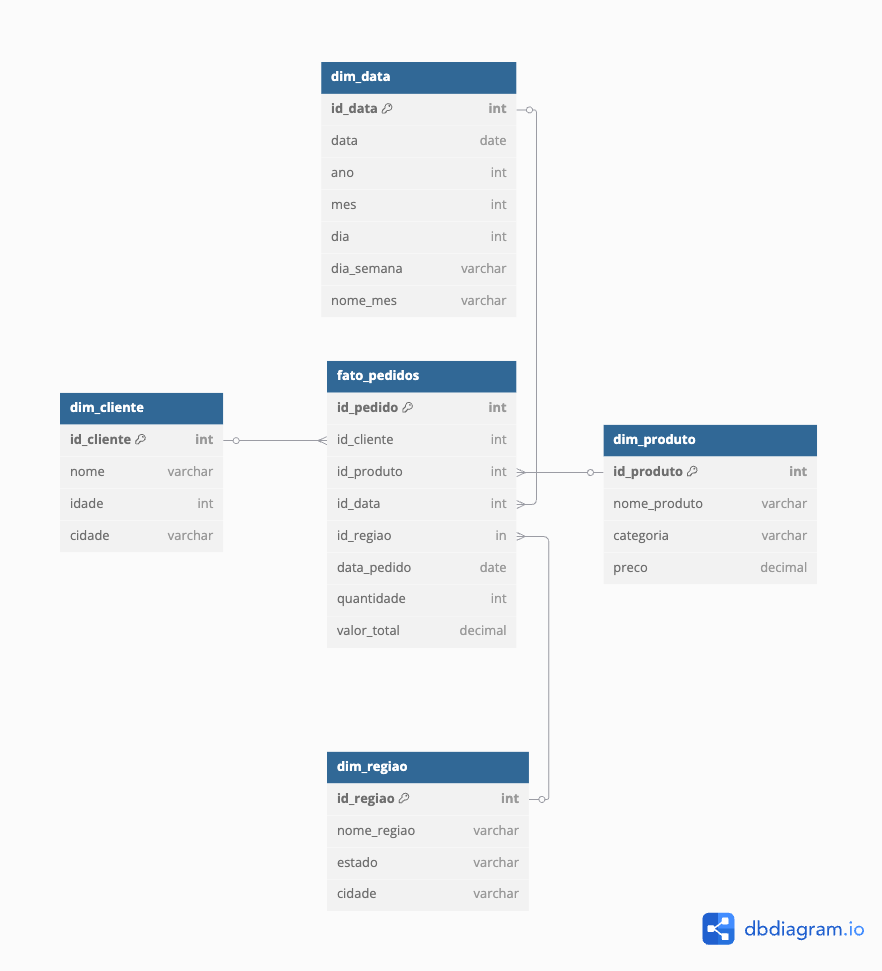 dim_data
id_data int
data date
ano int
mes int
dia int
dia_semana varchar
nome_mes varchar
fato_pedidos
id_pedido int
id_cliente int
id_produto int
id_data int
id_regiao in
data_pedido date
quantidade int
valor_total decimal
dim_cliente
id_cliente int
nome varchar
idade int
cidade varchar
dim_produto
id_produto int
nome_produto varchar
categoria varchar
preco decimal
dim_regiao
id_regiao int
nome_regiao varchar
estado varchar
cidade varchar
dbdiagram.io